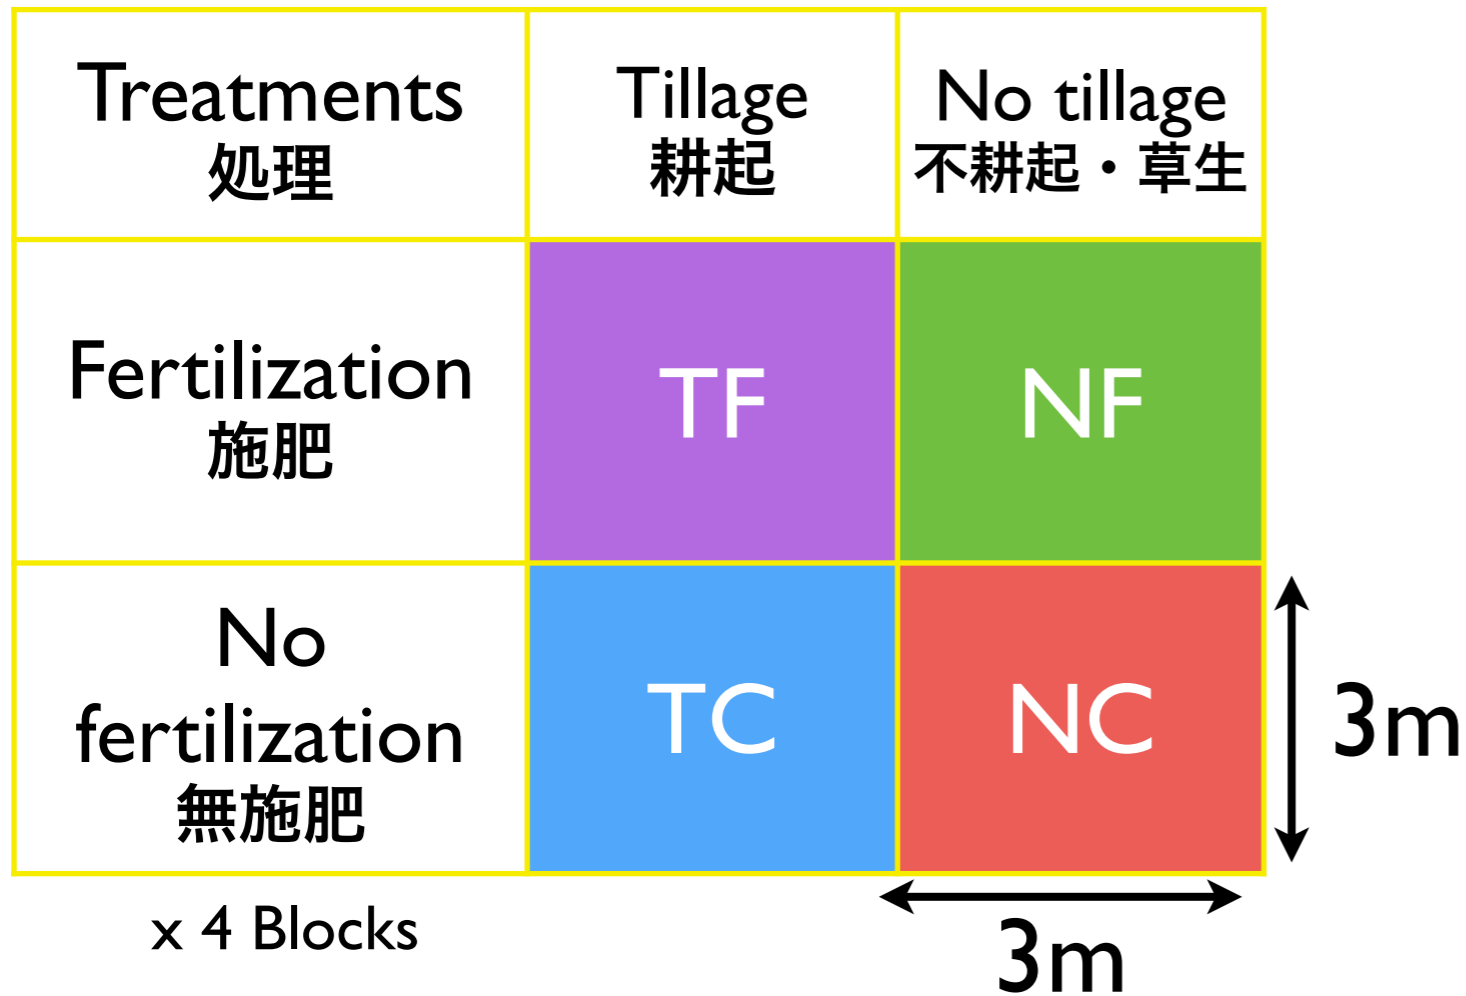 Treatments
処理
Tillage
耕起
No tillage
不耕起・草生
Fertilization
施肥
TF
NF
No
fertilization
無施肥
TC
NC
3m
x 4 Blocks
3m